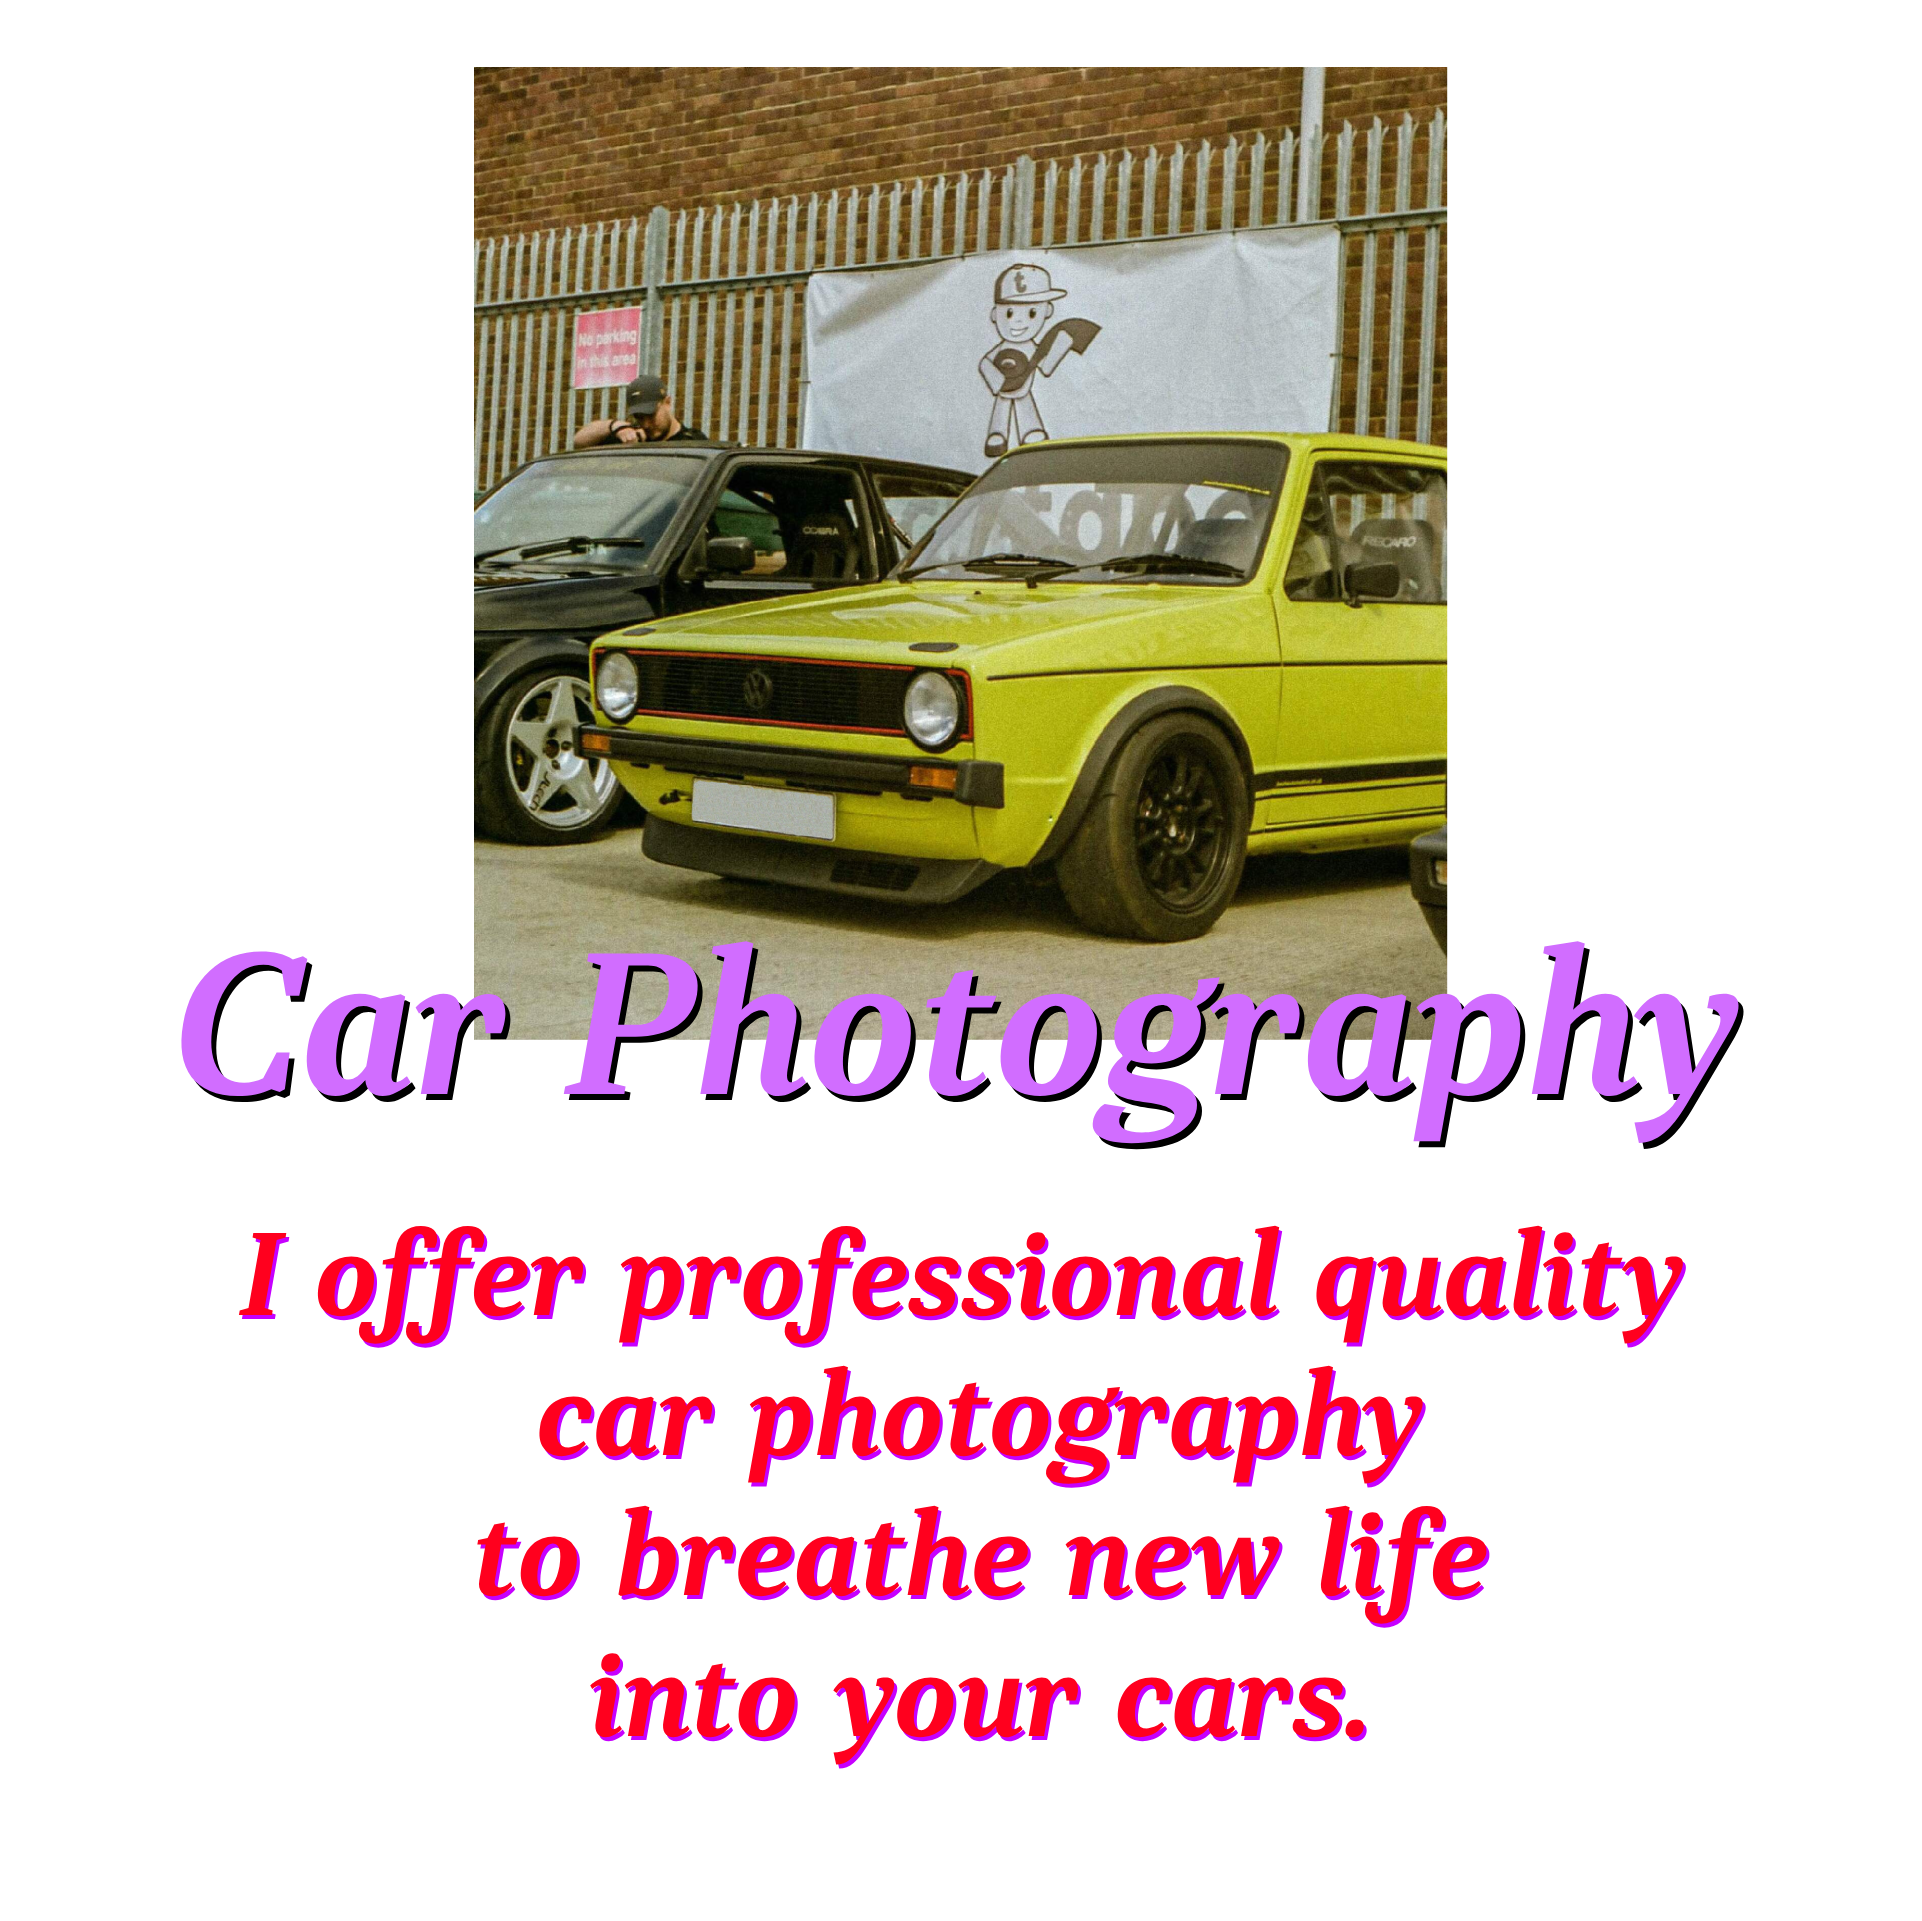 No parking
in this area
t
COBRA
RECARO
Car Photography
I offer professional quality
car photography
to breathe new life
into your cars.